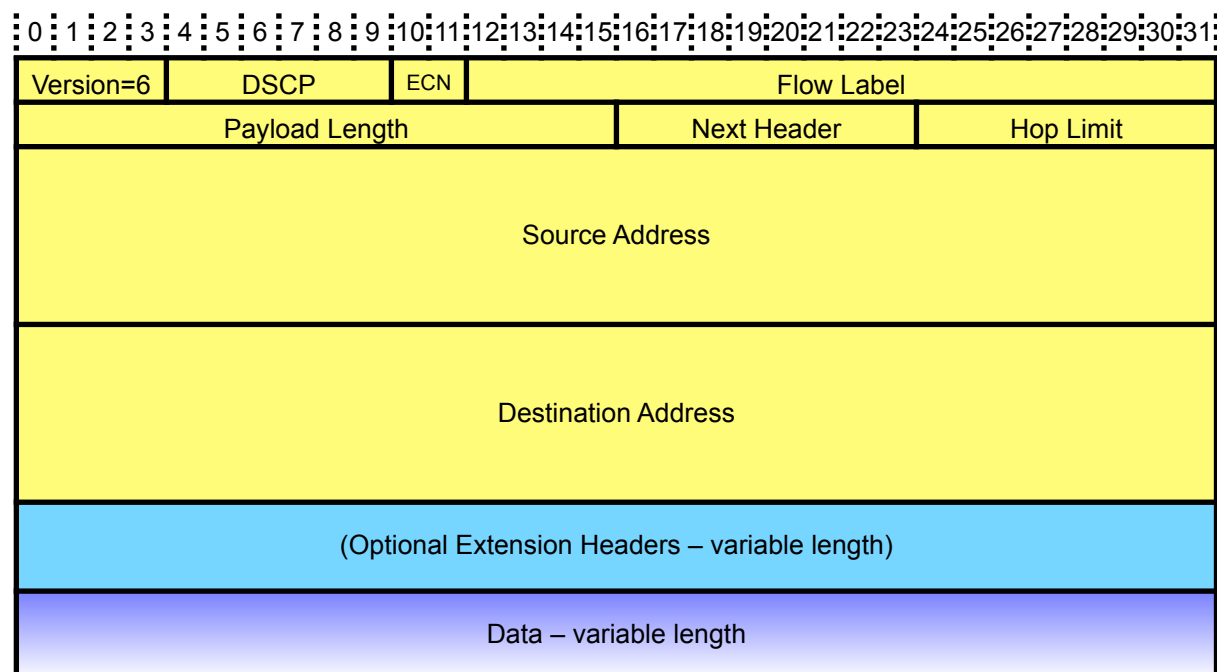 0 1 2 3 4 5 6 7 8 9 10 11 12 13 14 15 16 17 18 19 20 21 22 23 24 25 26 27 28 29 30 31
Version=6 DSCP ECN Flow Label
Payload Length Next Header Hop Limit
Source Address
Destination Address
(Optional Extension Headers – variable length)
Data – variable length